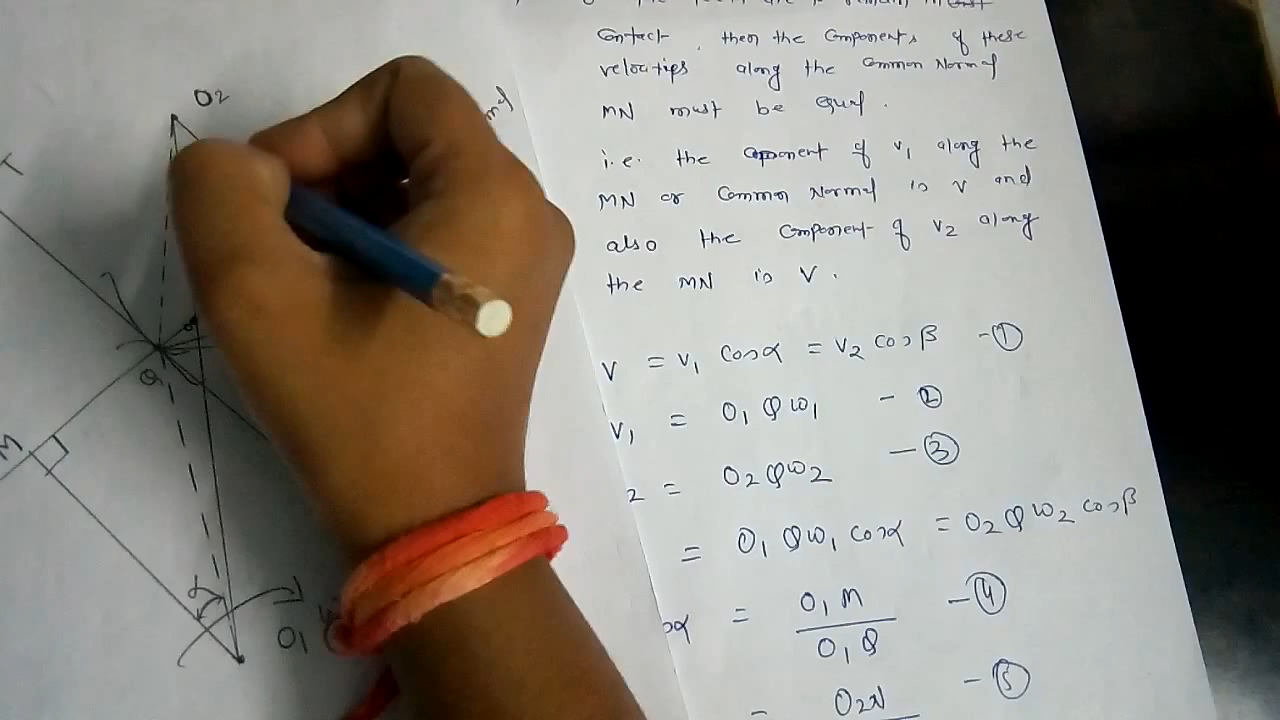 O2
T
Q
M
α
O1
Contact, then the Components of these
velocities along the Common Normal
MN must be equal.
i.e. the component of v1 along the
MN or Common Normal is v and
also the Component of v2 along
the MN is V.
V = v1 cosα = v2 cosβ -①
V1 = O1Qω1 - ②
2 = O2Qω2 - ③
= O1Qω1 cosα = O2Qω2 cosβ
α = O1M / O1Q - ④
= O2N - ⑤